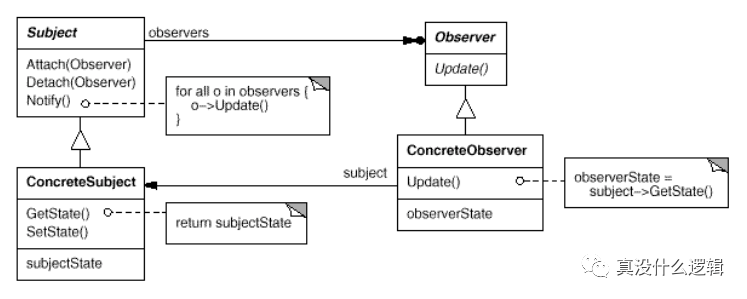 Subject
observers
Observer
Attach(Observer)
Detach(Observer)
Notify()
for all o in observers {
o->Update()
}
Update()
ConcreteSubject
GetState()
SetState()
subjectState
return subjectState
subject
ConcreteObserver
Update()
observerState
observerState =
subject->GetState()
真没什么逻辑